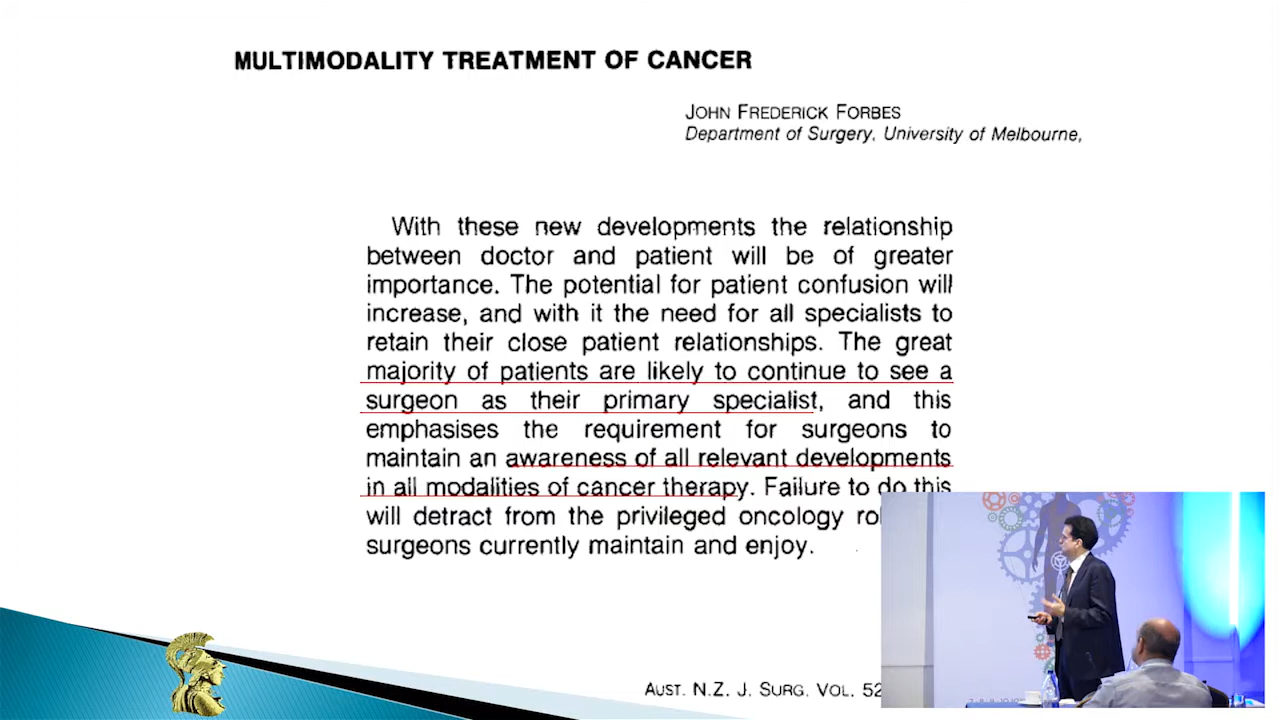 MULTIMODALITY TREATMENT OF CANCER
JOHN FREDERICK FORBES
Department of Surgery, University of Melbourne,
With these new developments the relationship
between doctor and patient will be of greater
importance. The potential for patient confusion will
increase, and with it the need for all specialists to
retain their close patient relationships. The great
majority of patients are likely to continue to see a
surgeon as their primary specialist, and this
emphasises the requirement for surgeons to
maintain an awareness of all relevant developments
in all modalities of cancer therapy. Failure to do this
will detract from the privileged oncology
surgeons currently maintain and enjoy.
AUST. N.Z. J. SURG. VOL. 52